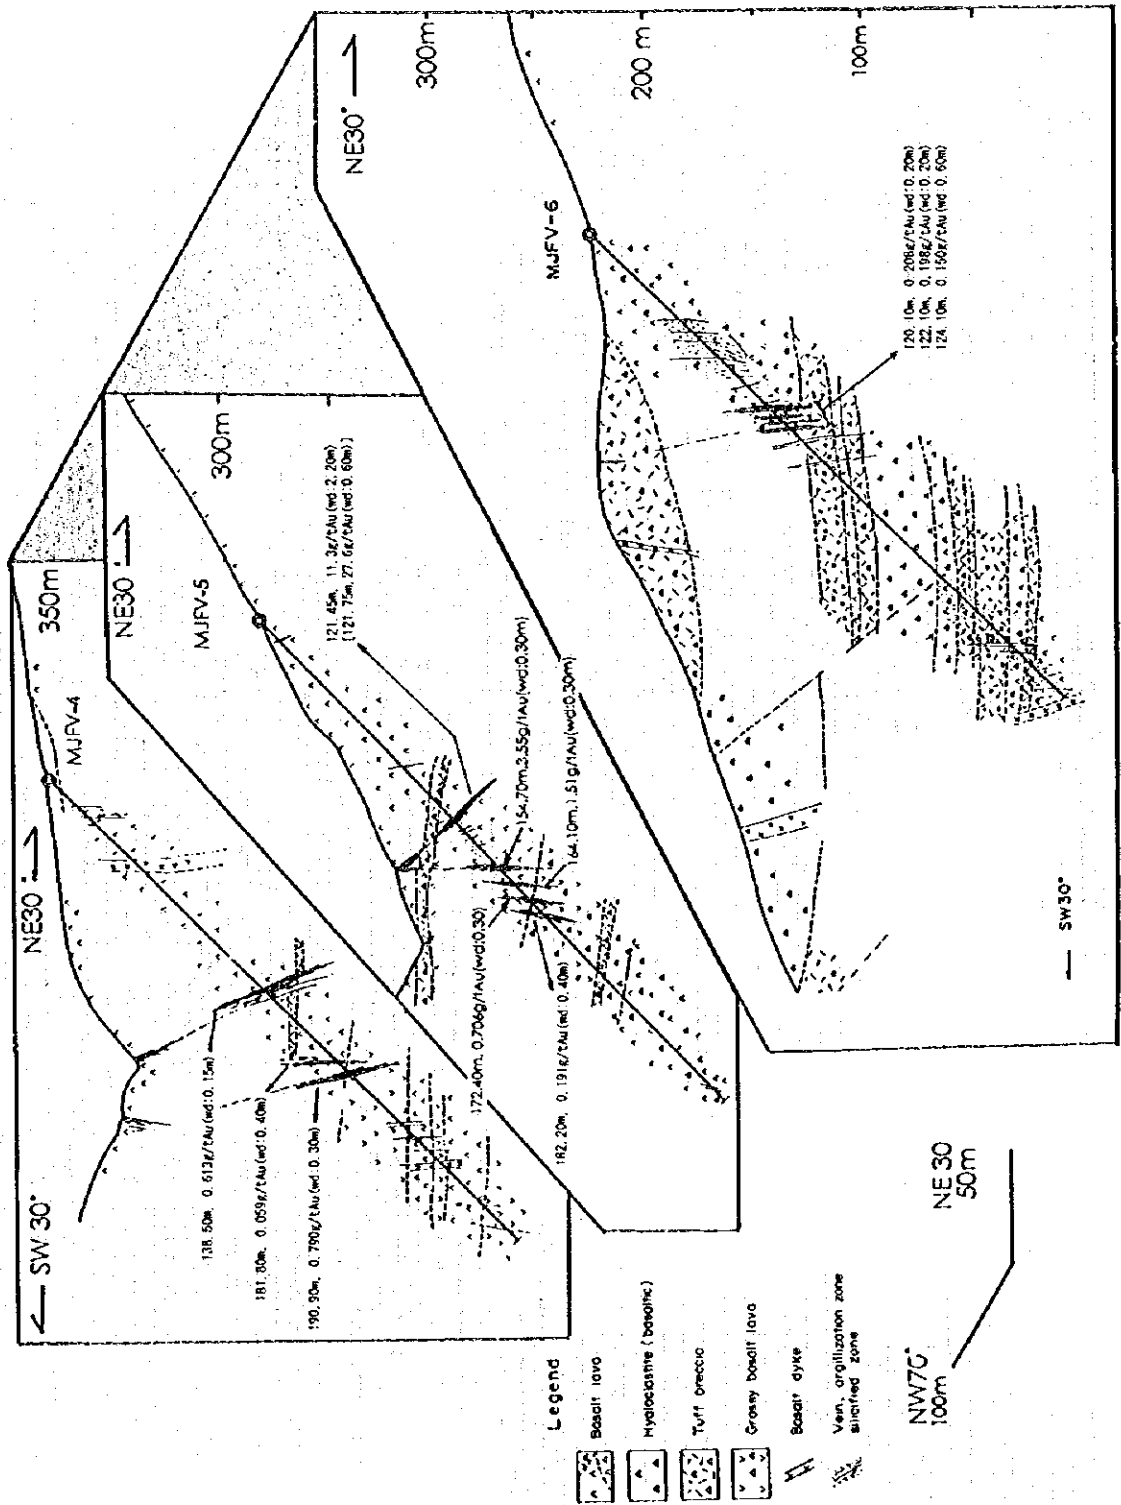 ← SW 30°
NE30° →
MJFV-4
350m
138.50m, 0.613g/tAu(wd:0.15m)
181.80m, 0.059g/tAu(wd:0.40m)
190.90m, 0.790g/tAu(wd:0.30m)
NE30° →
MJFV-5
300m
121.45m, 11.3g/tAu(wd:2.20m)
[121.75m, 27.6g/tAu(wd:0.60m)]
154.70m,3.55g/tAu(wd:0.30m)
164.10m,1.51g/tAu(wd:0.30m)
172.40m, 0.706g/tAu(wd:0.30)
182.20m, 0.191g/tAu(wd:0.40m)
NE30° →
300m
200 m
100m
MJFV-6
120.10m, 0.206g/tAu(wd:0.20m)
122.10m, 0.198g/tAu(wd:0.20m)
124.10m, 0.150g/tAu(wd:0.60m)
— SW30°
Legend
Basalt lava
Hyaloclastite (basaltic)
Tuff breccia
Grassy basalt lava
Basalt dyke
Vein, argillization zone
silicified zone
NW70°
100m
NE30
50m